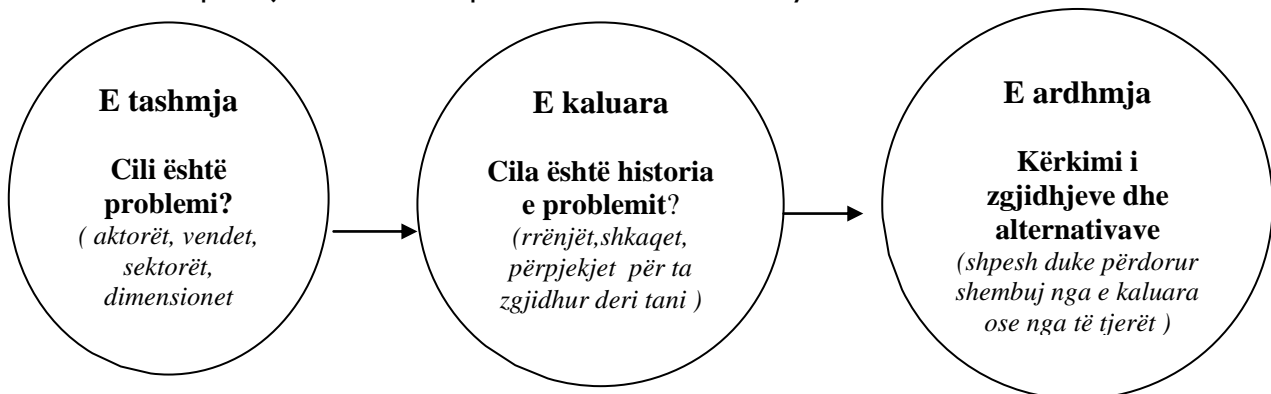 E tashmja
Cili është
problemi?
( aktorët, vendet,
sektorët,
dimensionet
E kaluara
Cila është historia
e problemit?
(rrënjët,shkaqet,
përpjekjet për ta
zgjidhur deri tani )
E ardhmja
Kërkimi i
zgjidhjeve dhe
alternativave
(shpesh duke përdorur
shembuj nga e kaluara
ose nga të tjerët )